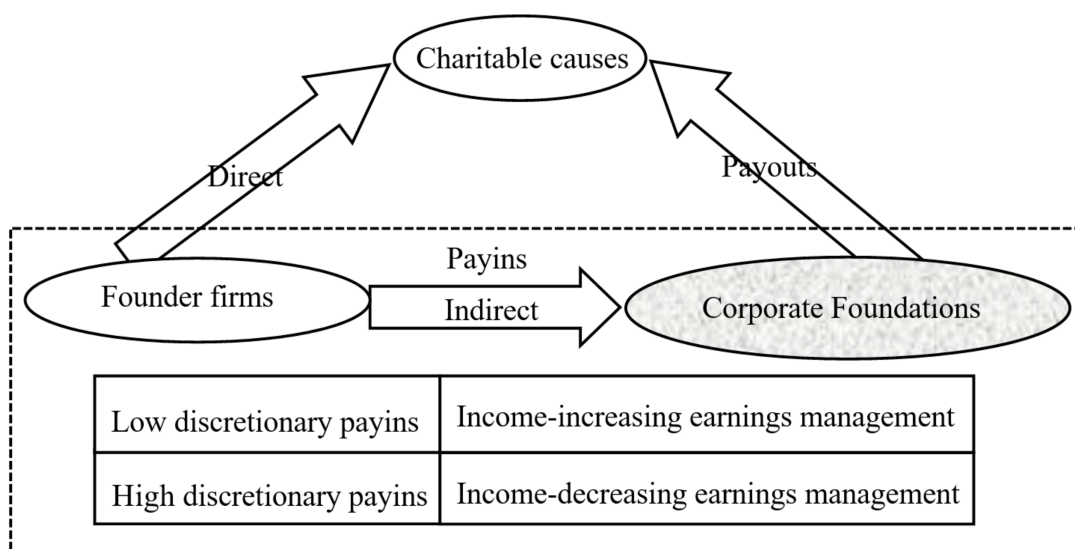 Charitable causes
Direct
Payouts
Payins
Founder firms
Indirect
Corporate Foundations
Low discretionary payins
Income-increasing earnings management
High discretionary payins
Income-decreasing earnings management